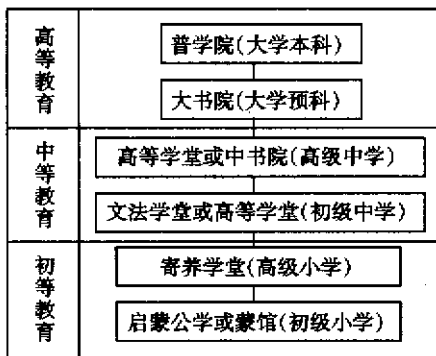 高等教育
普学院(大学本科)
大书院(大学预科)
中等教育
高等学堂或中书院(高级中学)
文法学堂或高等学堂(初级中学)
初等教育
寄养学堂(高级小学)
启蒙公学或蒙馆(初级小学)